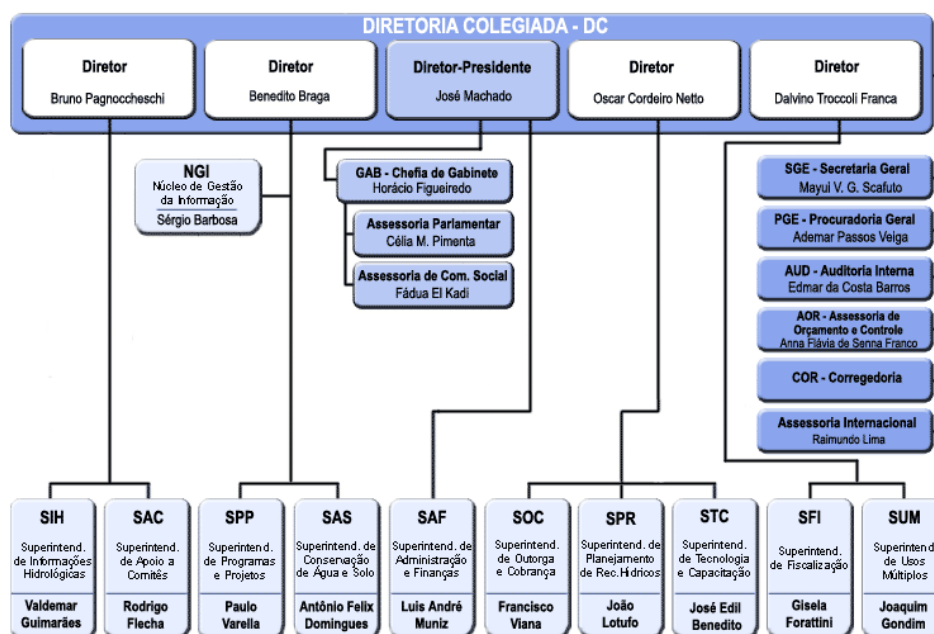 DIRETORIA COLEGIADA - DC
Diretor
Bruno Pagnoccheschi
Diretor
Benedito Braga
Diretor-Presidente
José Machado
Diretor
Oscar Cordeiro Netto
Diretor
Dalvino Troccoli Franca
NGI
Núcleo de Gestão
da Informação
Sérgio Barbosa
GAB - Chefia de Gabinete
Horácio Figueiredo
Assessoria Parlamentar
Célia M. Pimenta
Assessoria de Com. Social
Fádua El Kadi
SGE - Secretaria Geral
Mayui V. G. Scafuto
PGE - Procuradoria Geral
Ademar Passos Veiga
AUD - Auditoria Interna
Edmar da Costa Barros
AOR - Assessoria de
Orçamento e Controle
Anna Flávia de Senna Franco
COR - Corregedoria
Assessoria Internacional
Raimundo Lima
SIH
Superintend.
de Informações
Hidrológicas
Valdemar
Guimarães
SAC
Superintend.
de Apoio a
Comitês
Rodrigo
Flecha
SPP
Superintend.
de Programas
e Projetos
Paulo
Varella
SAS
Superintend. de
Conservação
de Água e Solo
Antônio Felix
Domingues
SAF
Superintend. de
Administração
e Finanças
Luis André
Muniz
SOC
Superintend.
de Outorga e
Cobrança
Francisco
Viana
SPR
Superintend. de
Planejamento
de Rec.Hídricos
João
Lotufo
STC
Superintend.
de Tecnologia
e Capacitação
José Edil
Benedito
SFI
Superintend.
de Fiscalização
Gisela
Forattini
SUM
Superintend
de Usos
Múltiplos
Joaquim
Gondim